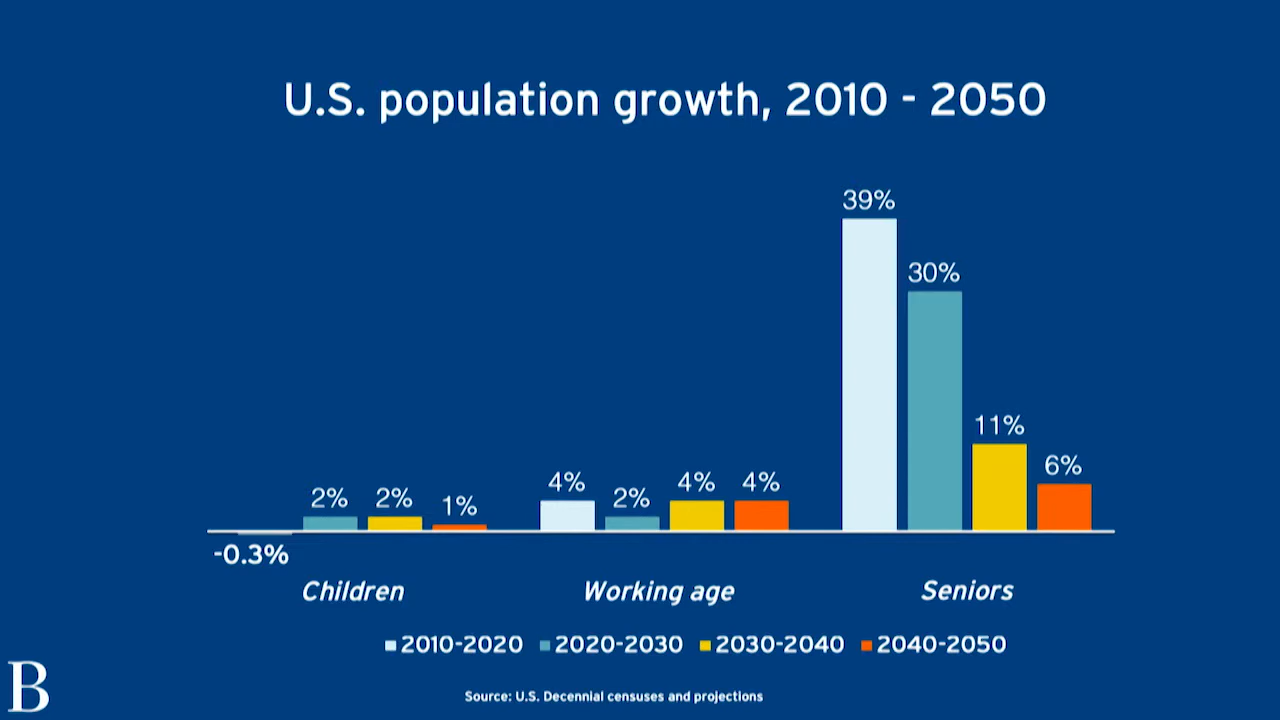 U.S. population growth, 2010 - 2050
39%
30%
11%
6%
4%
2%
4%
4%
2%
2%
1%
-0.3%
Children
Working age
Seniors
2010-2020 2020-2030 2030-2040 2040-2050
B
Source: U.S. Decennial censuses and projections